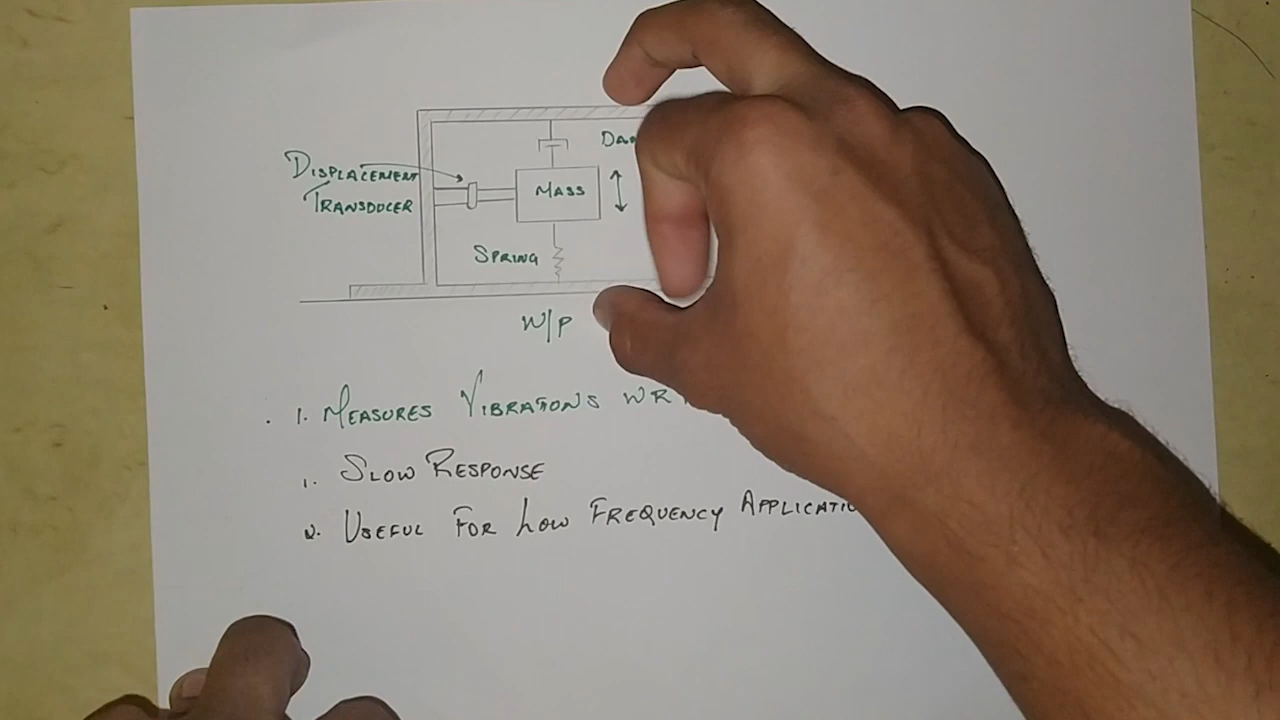 DISPLACEMENT
TRANSDUCER
MASS
SPRING
W/P
1. MEASURES VIBRATIONS WR
1. SLOW RESPONSE
2. USEFUL FOR LOW FREQUENCY